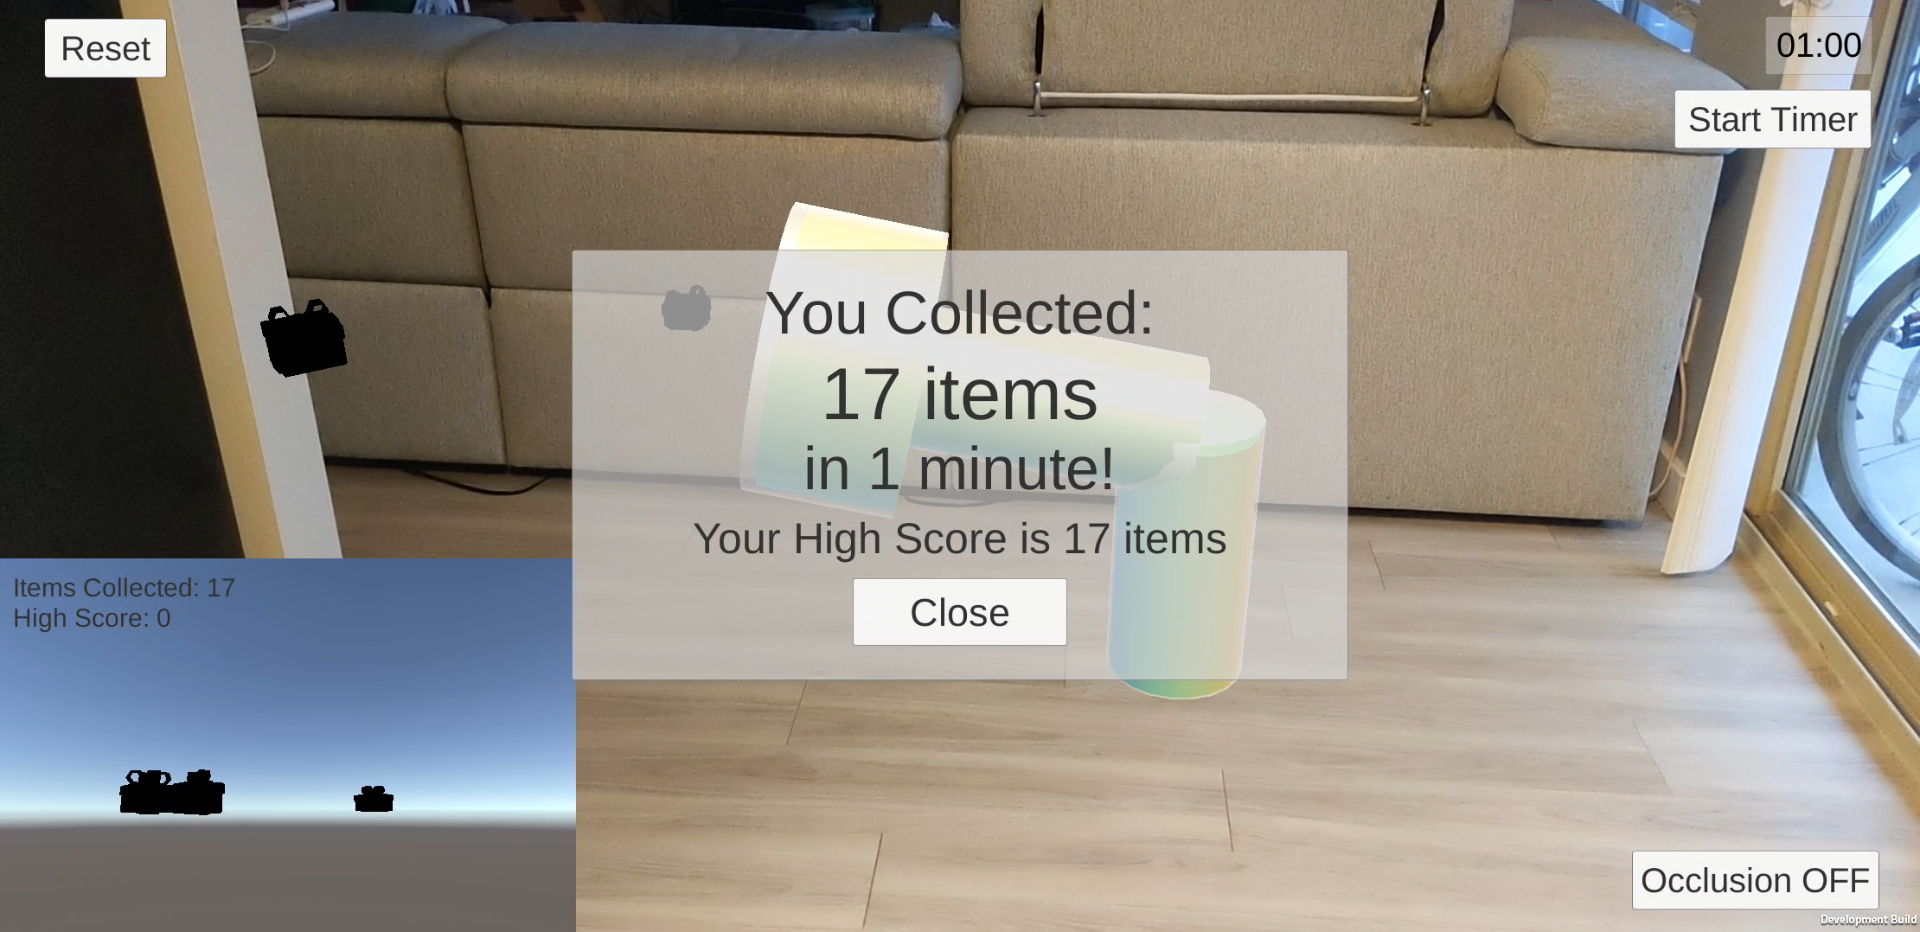 Reset
01:00
Start Timer
You Collected:
17 items
in 1 minute!
Your High Score is 17 items
Close
Items Collected: 17
High Score: 0
Occlusion OFF
Development Build